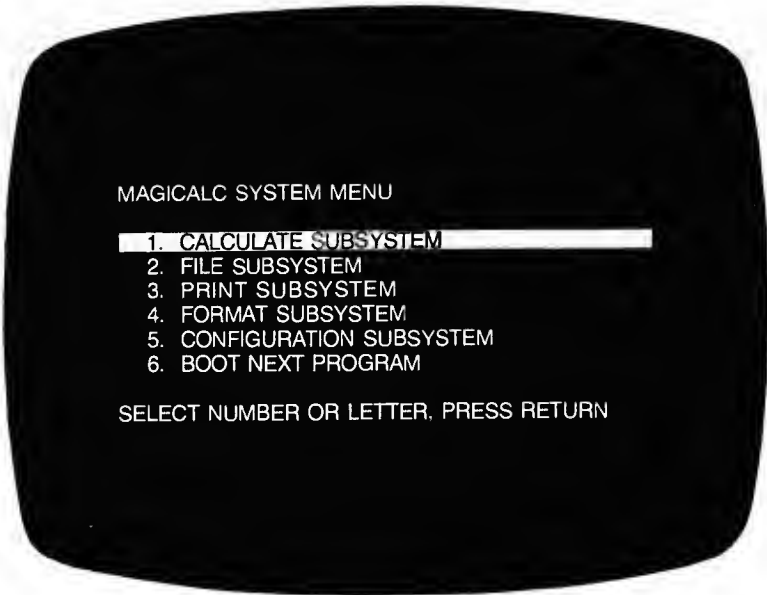 MAGICALC SYSTEM MENU
1. CALCULATE SUBSYSTEM
2. FILE SUBSYSTEM
3. PRINT SUBSYSTEM
4. FORMAT SUBSYSTEM
5. CONFIGURATION SUBSYSTEM
6. BOOT NEXT PROGRAM
SELECT NUMBER OR LETTER, PRESS RETURN